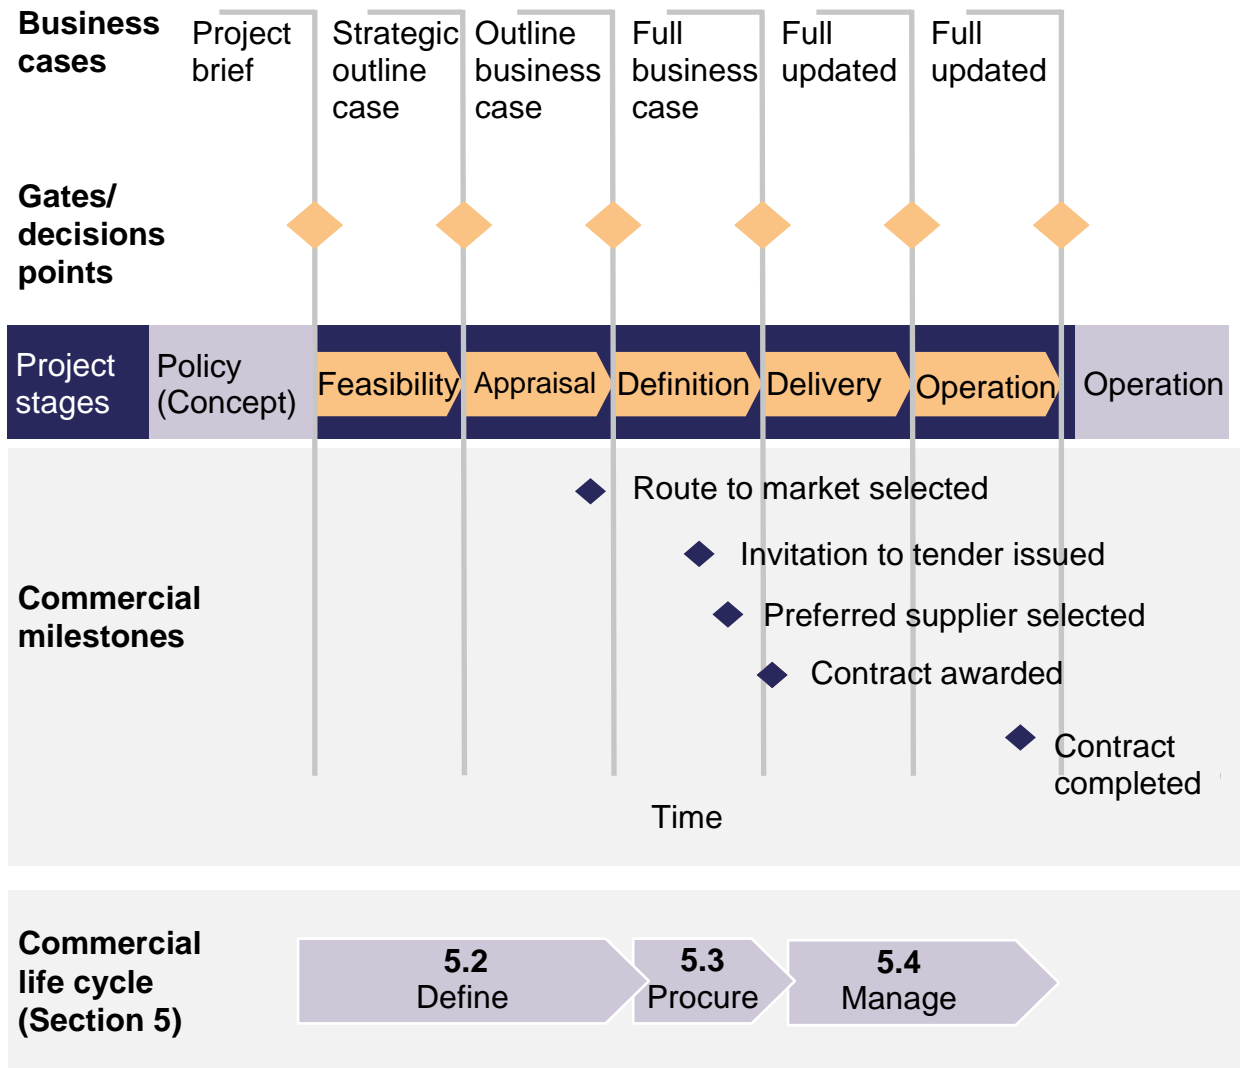 Business
cases
Project
brief
Strategic
outline
case
Outline
business
case
Full
business
case
Full
updated
Full
updated
Gates/
decisions
points
Project
stages
Policy
(Concept)
Feasibility
Appraisal
Definition
Delivery
Operation
Operation
Commercial
milestones
Route to market selected
Invitation to tender issued
Preferred supplier selected
Contract awarded
Contract
completed
Time
Commercial
life cycle
(Section 5)
5.2
Define
5.3
Procure
5.4
Manage